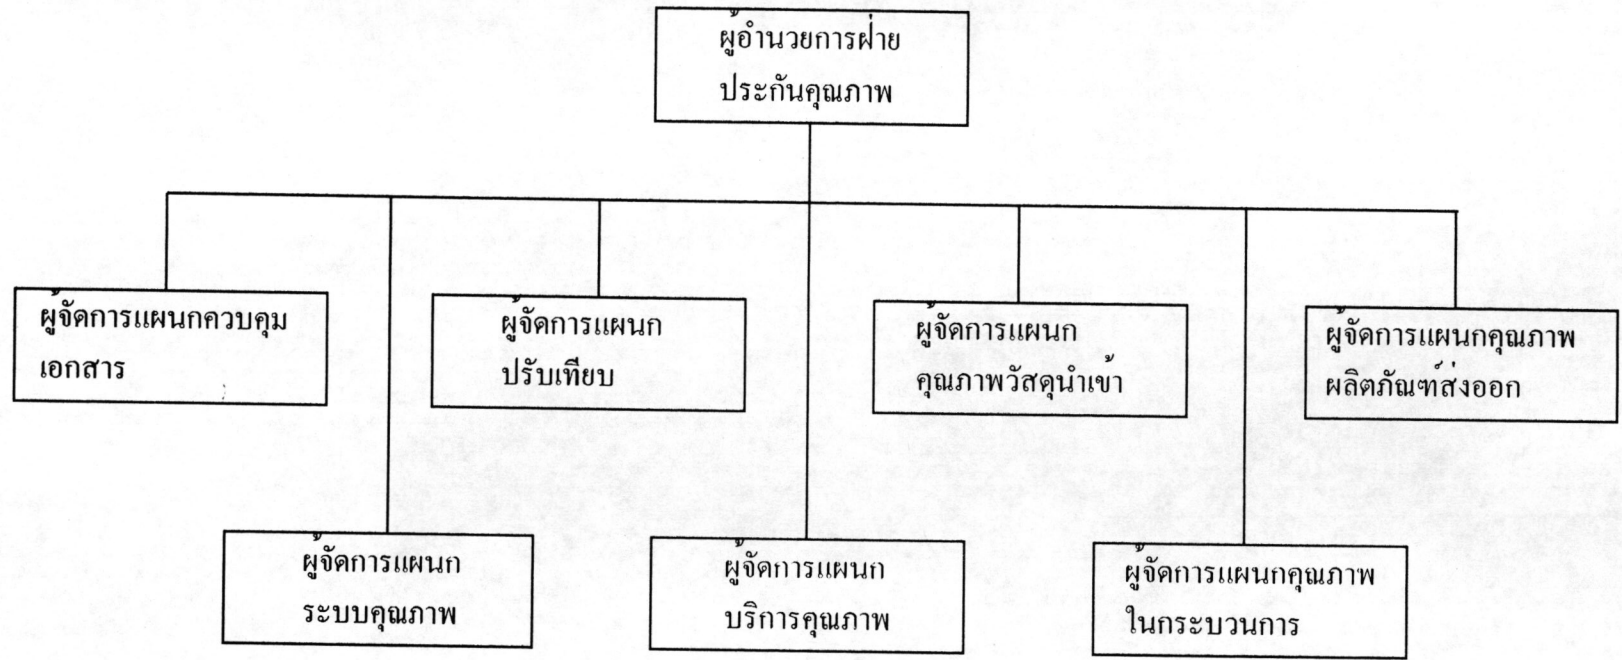 ผู้อำนวยการฝ่าย
ประกันคุณภาพ
ผู้จัดการแผนกควบคุม
เอกสาร
ผู้จัดการแผนก
ปรับเทียบ
ผู้จัดการแผนก
คุณภาพวัสดุนำเข้า
ผู้จัดการแผนกคุณภาพ
ผลิตภัณฑ์ส่งออก
ผู้จัดการแผนก
ระบบคุณภาพ
ผู้จัดการแผนก
บริการคุณภาพ
ผู้จัดการแผนกคุณภาพ
ในกระบวนการ